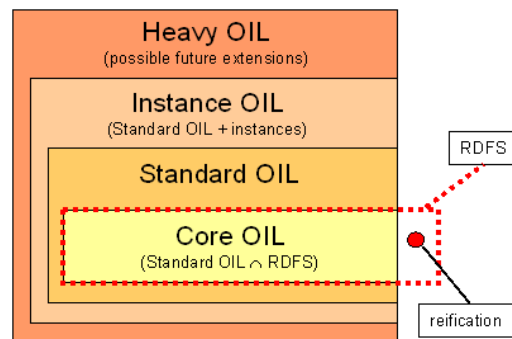 Heavy OIL
(possible future extensions)
Instance OIL
(Standard OIL + instances)
RDFS
Standard OIL
Core OIL
(Standard OIL ∩ RDFS)
reification